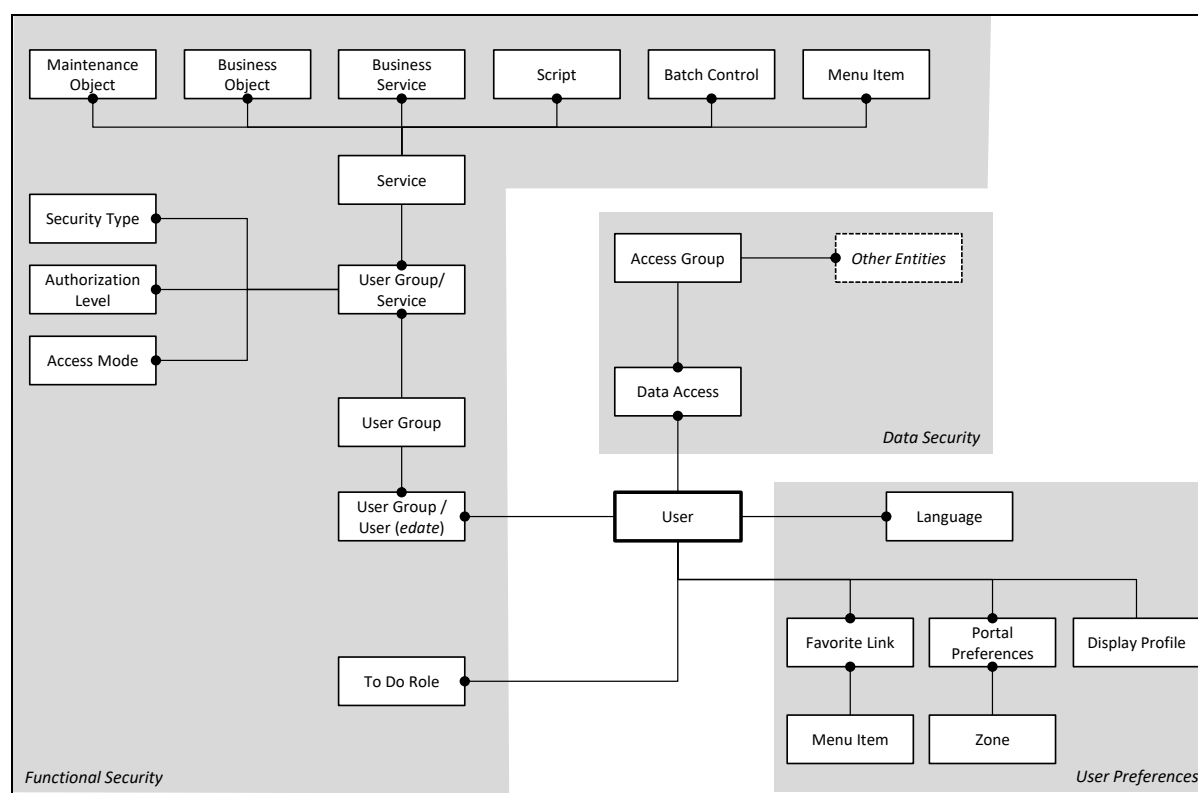 Maintenance
Object
Business
Object
Business
Service
Script
Batch Control
Menu Item
Service
Security Type
Authorization
Level
Access Mode
User Group/
Service
Access Group
Other Entities
Data Access
Data Security
User Group
User Group /
User (edate)
User
Language
Favorite Link
Portal
Preferences
Display Profile
To Do Role
Menu Item
Zone
Functional Security
User Preferences